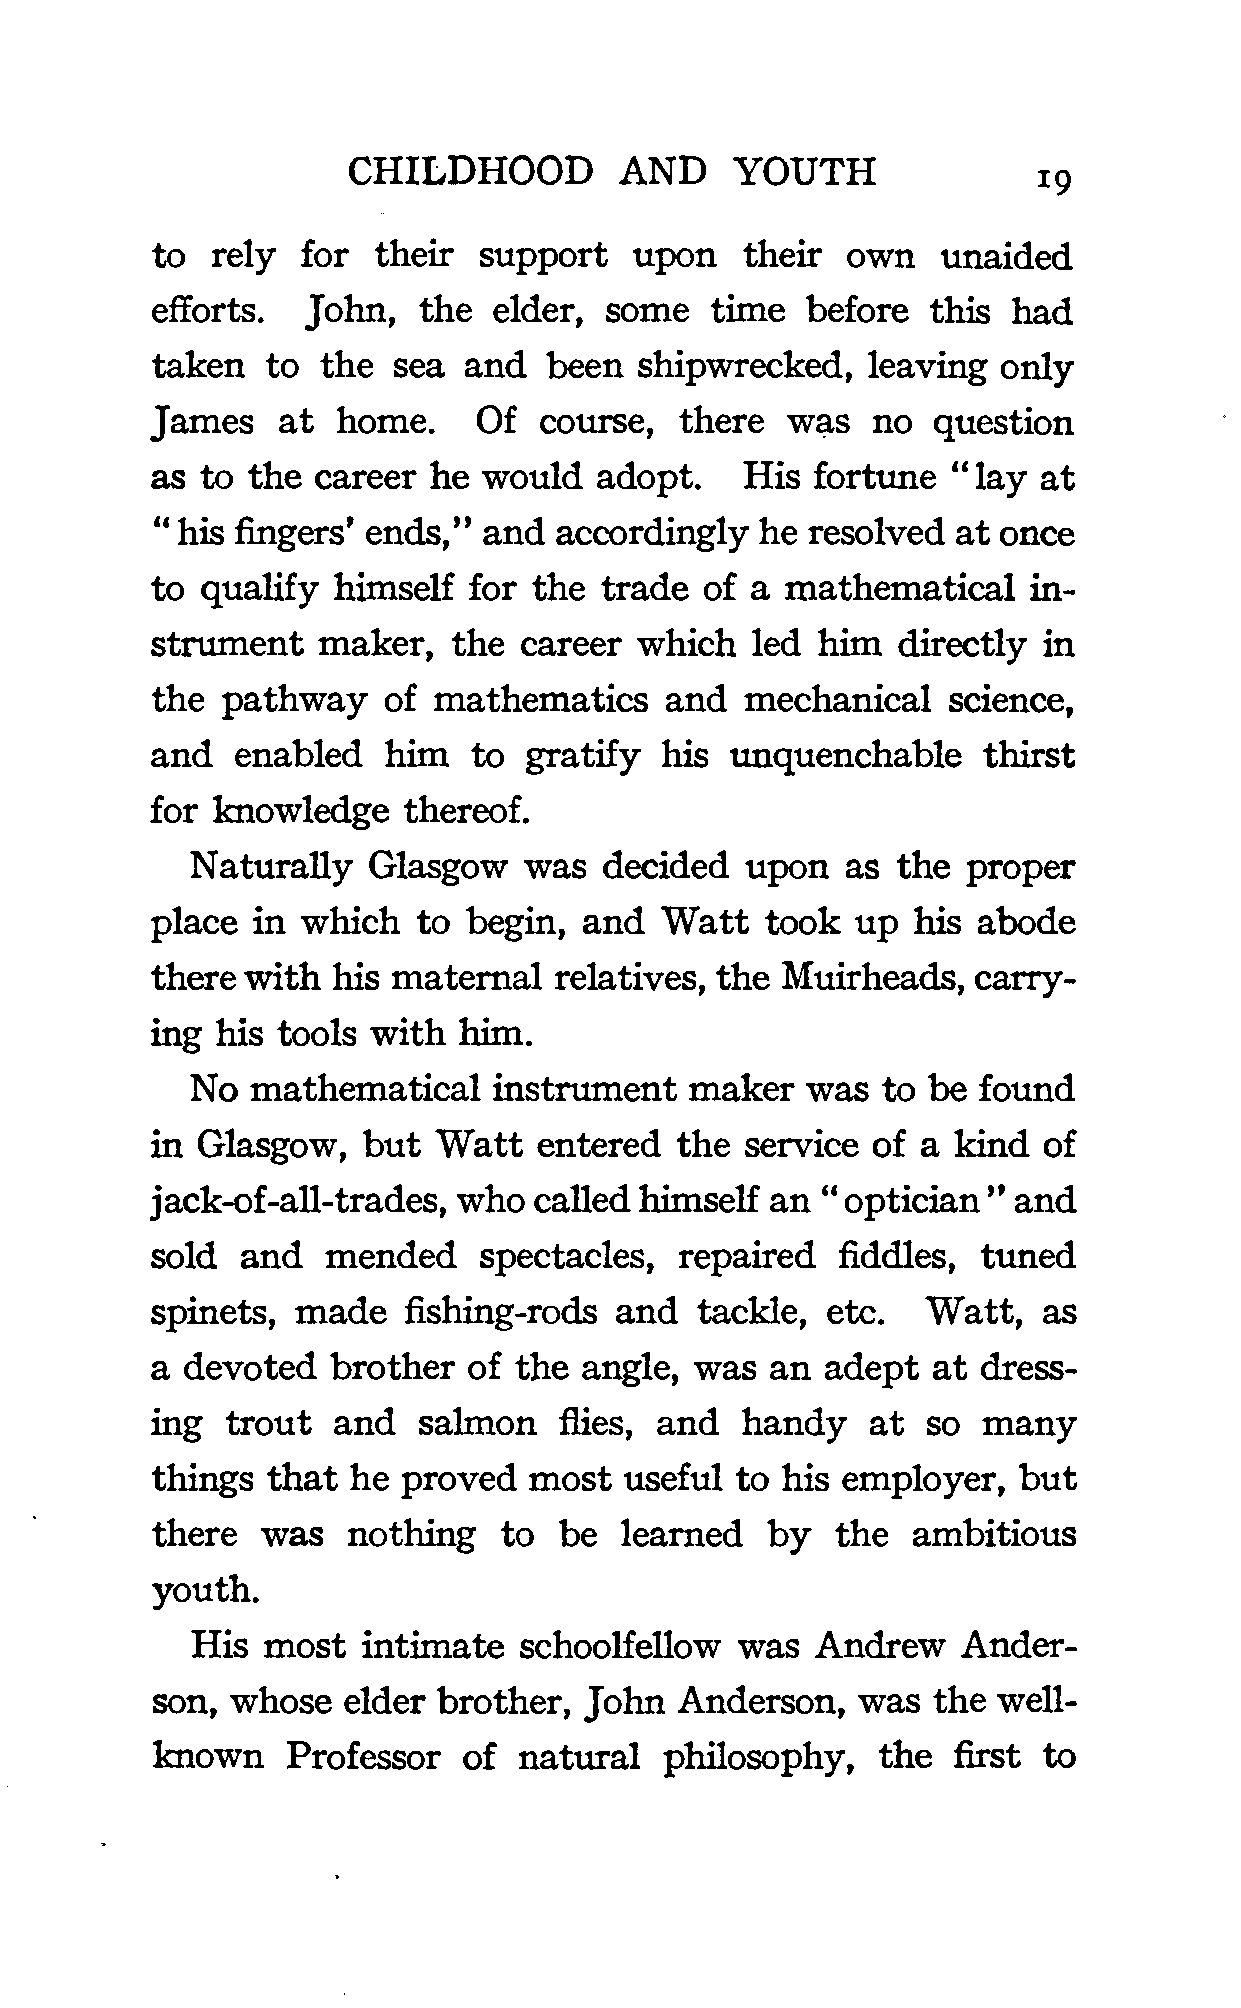 CHILDHOOD AND YOUTH 19
to rely for their support upon their own unaided
efforts. John, the elder, some time before this had
taken to the sea and been shipwrecked, leaving only
James at home. Of course, there was no question
as to the career he would adopt. His fortune "lay at
"his fingers' ends," and accordingly he resolved at once
to qualify himself for the trade of a mathematical in-
strument maker, the career which led him directly in
the pathway of mathematics and mechanical science,
and enabled him to gratify his unquenchable thirst
for knowledge thereof.
Naturally Glasgow was decided upon as the proper
place in which to begin, and Watt took up his abode
there with his maternal relatives, the Muirheads, carry-
ing his tools with him.
No mathematical instrument maker was to be found
in Glasgow, but Watt entered the service of a kind of
jack-of-all-trades, who called himself an "optician" and
sold and mended spectacles, repaired fiddles, tuned
spinets, made fishing-rods and tackle, etc. Watt, as
a devoted brother of the angle, was an adept at dress-
ing trout and salmon flies, and handy at so many
things that he proved most useful to his employer, but
there was nothing to be learned by the ambitious
youth.
His most intimate schoolfellow was Andrew Ander-
son, whose elder brother, John Anderson, was the well-
known Professor of natural philosophy, the first to